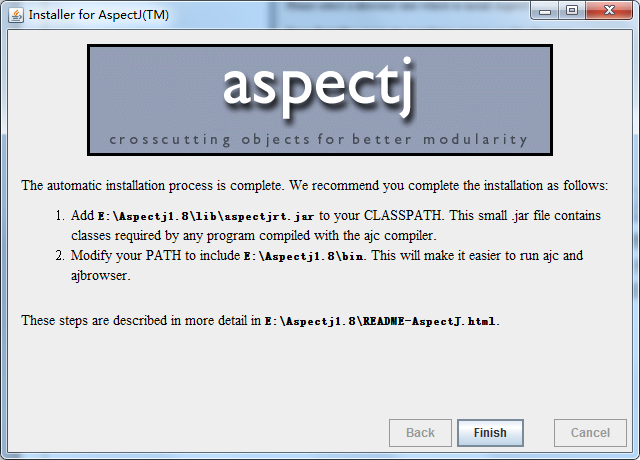 Installer for AspectJ(TM)
aspectj
crosscutting objects for better modularity
The automatic installation process is complete. We recommend you complete the installation as follows:
1. Add E:\Aspectj1.8\lib\aspectjrt.jar to your CLASSPATH. This small .jar file contains
classes required by any program compiled with the ajc compiler.
2. Modify your PATH to include E:\Aspectj1.8\bin. This will make it easier to run ajc and
ajbrowser.
These steps are described in more detail in E:\Aspectj1.8\README-AspectJ.html.
Back
Finish
Cancel